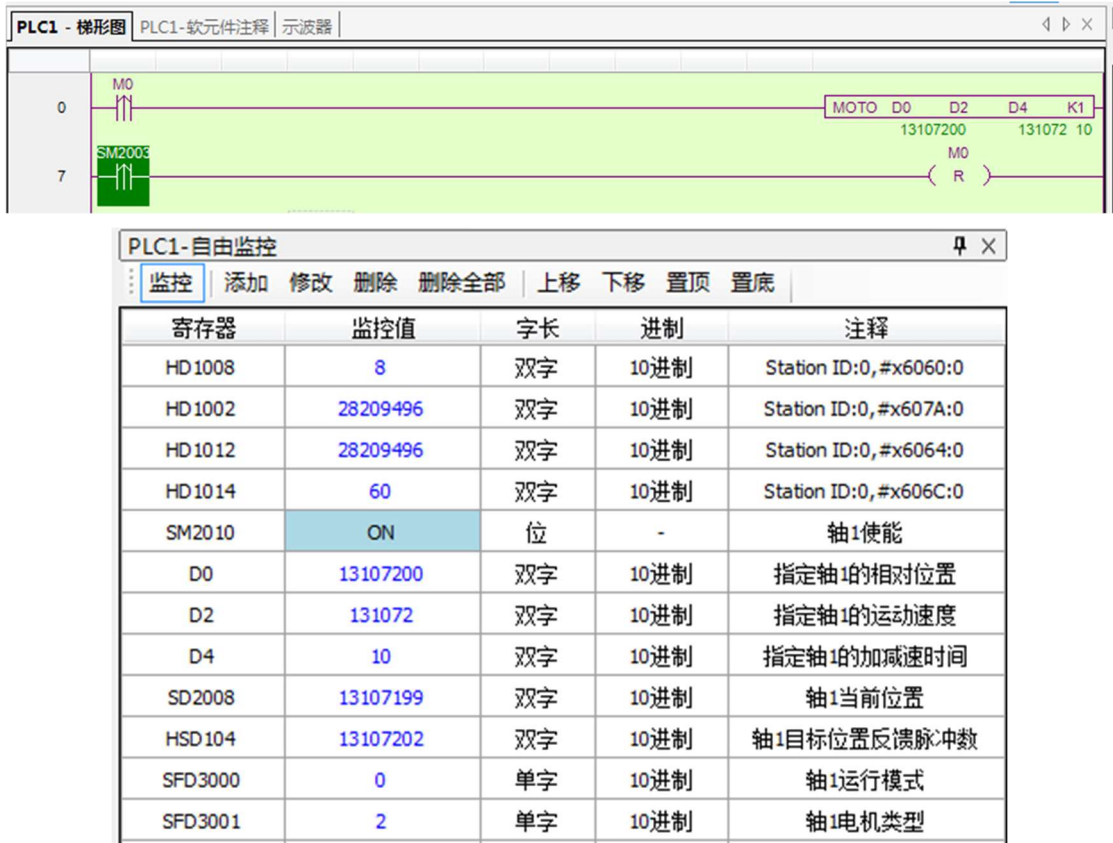 PLC1 - 梯形图 PLC1-软元件注释 示波器
M0
0 MOTO D0 D2 D4 K1
13107200 131072 10
SM2003 M0
7 R
PLC1-自由监控
监控 添加 修改 删除 删除全部 上移 下移 置顶 置底
寄存器 监控值 字长 进制 注释
HD1008 8 双字 10进制 Station ID:0,#x6060:0
HD1002 28209496 双字 10进制 Station ID:0,#x607A:0
HD1012 28209496 双字 10进制 Station ID:0,#x6064:0
HD1014 60 双字 10进制 Station ID:0,#x606C:0
SM2010 ON 位 - 轴1使能
D0 13107200 双字 10进制 指定轴1的相对位置
D2 131072 双字 10进制 指定轴1的运动速度
D4 10 双字 10进制 指定轴1的加减速时间
SD2008 13107199 双字 10进制 轴1当前位置
HSD104 13107202 双字 10进制 轴1目标位置反馈脉冲数
SFD3000 0 单字 10进制 轴1运行模式
SFD3001 2 单字 10进制 轴1电机类型